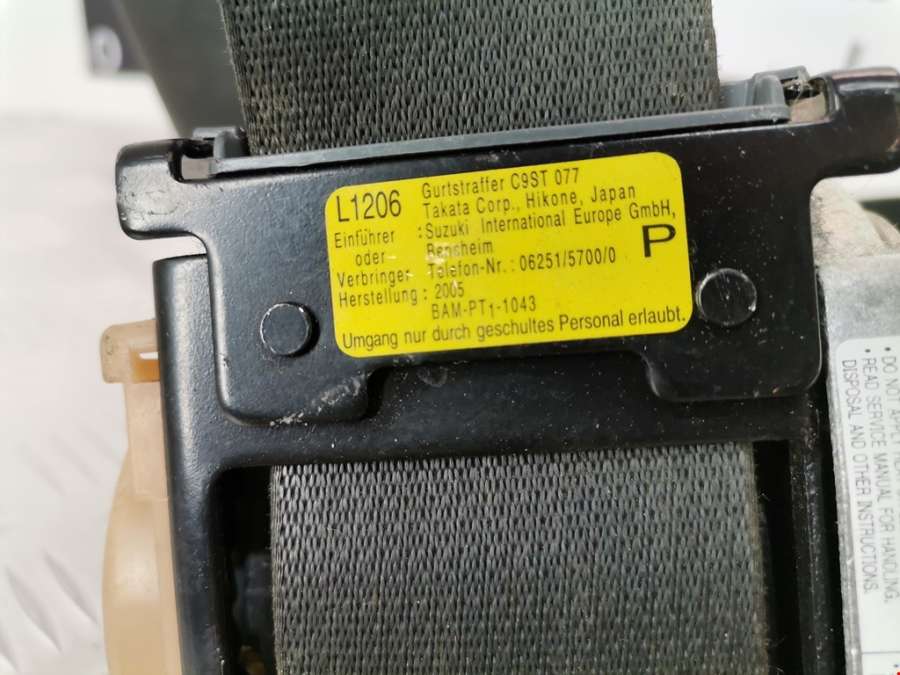 L1206 Gurtstraffer C9ST 077
Takata Corp., Hikone, Japan
Einführer : Suzuki International Europe GmbH,
oder Bensheim
Verbringer Telefon-Nr.: 06251/5700/0
P
Herstellung : 2005
BAM-PT1-1043
Umgang nur durch geschultes Personal erlaubt.
• DO NOT APPLY
• READ SERVICE MANUAL FOR HANDLING,
DISPOSAL AND OTHER INSTRUCTIONS.